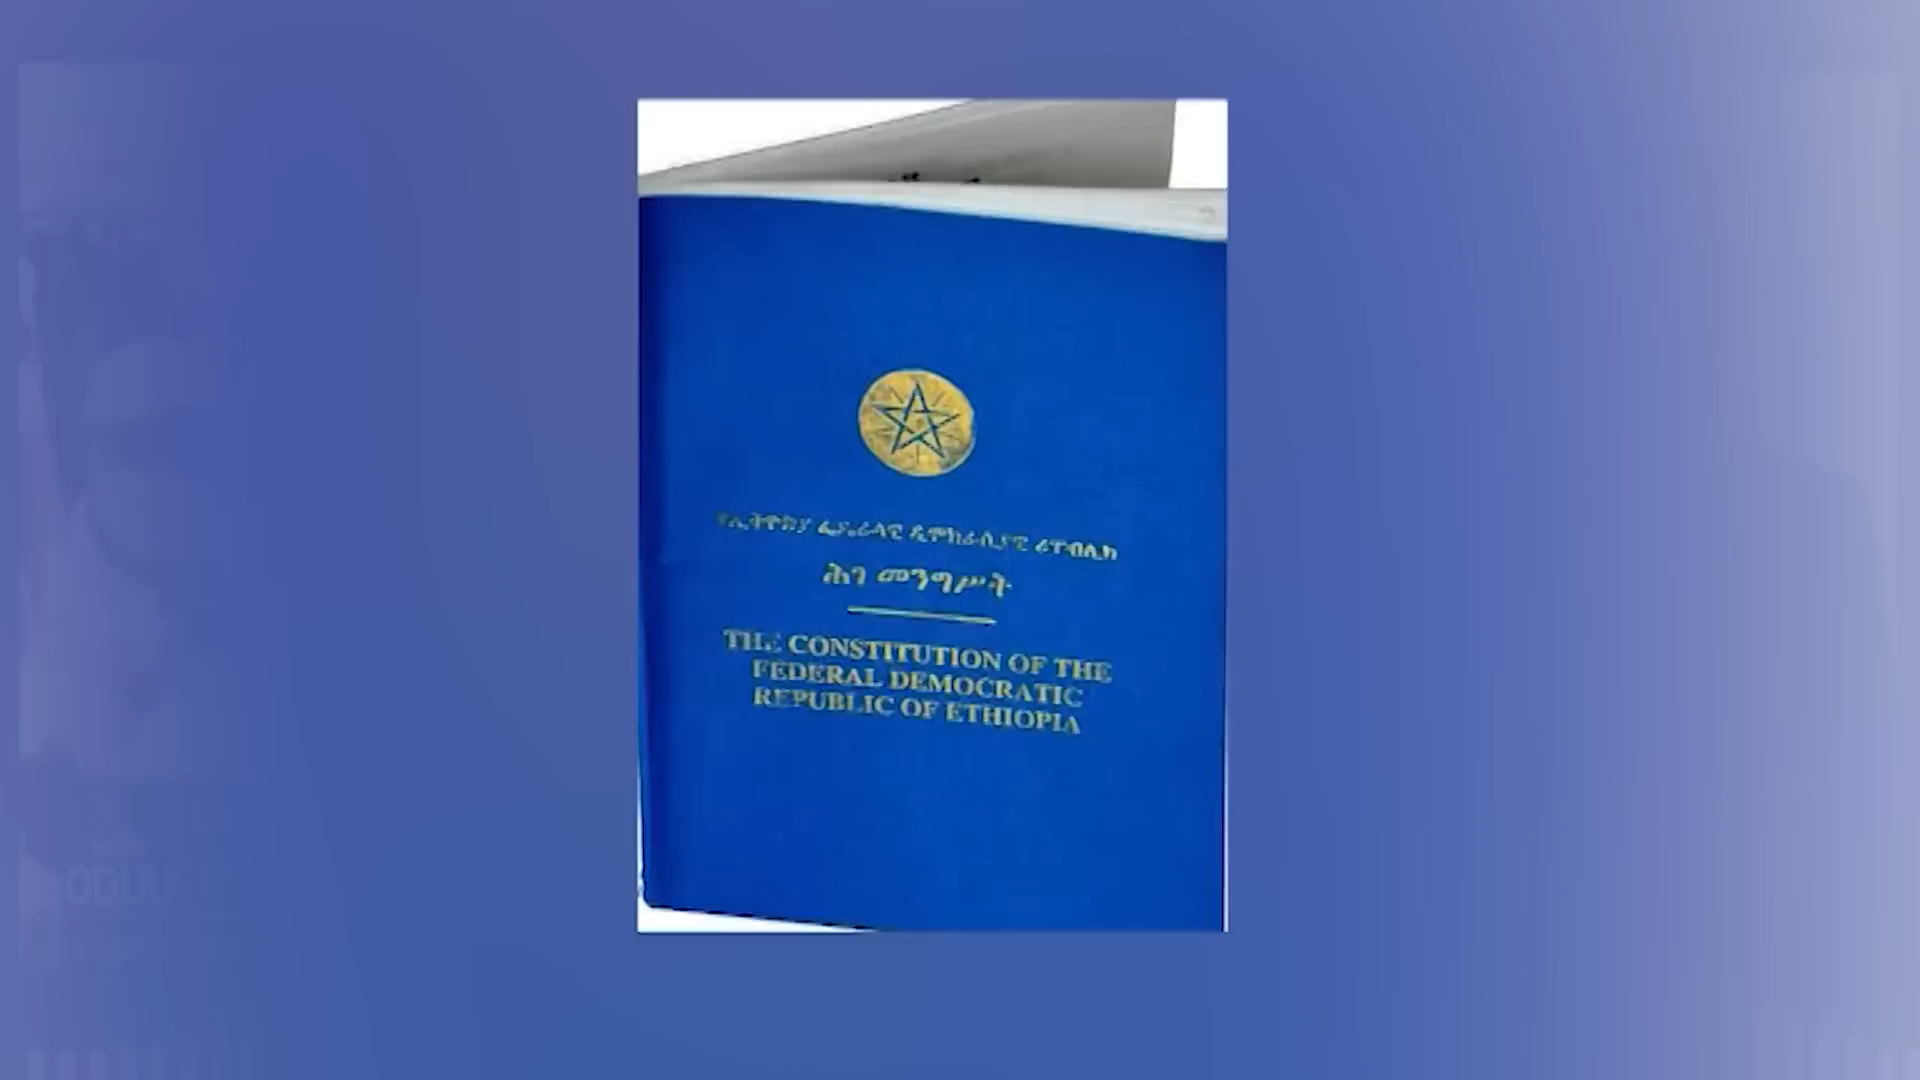 የኢትዮጵያ ፌዴራላዊ ዲሞክራሲያዊ ሪፐብሊክ
ሕገ መንግሥት
THE CONSTITUTION OF THE
FEDERAL DEMOCRATIC
REPUBLIC OF ETHIOPIA